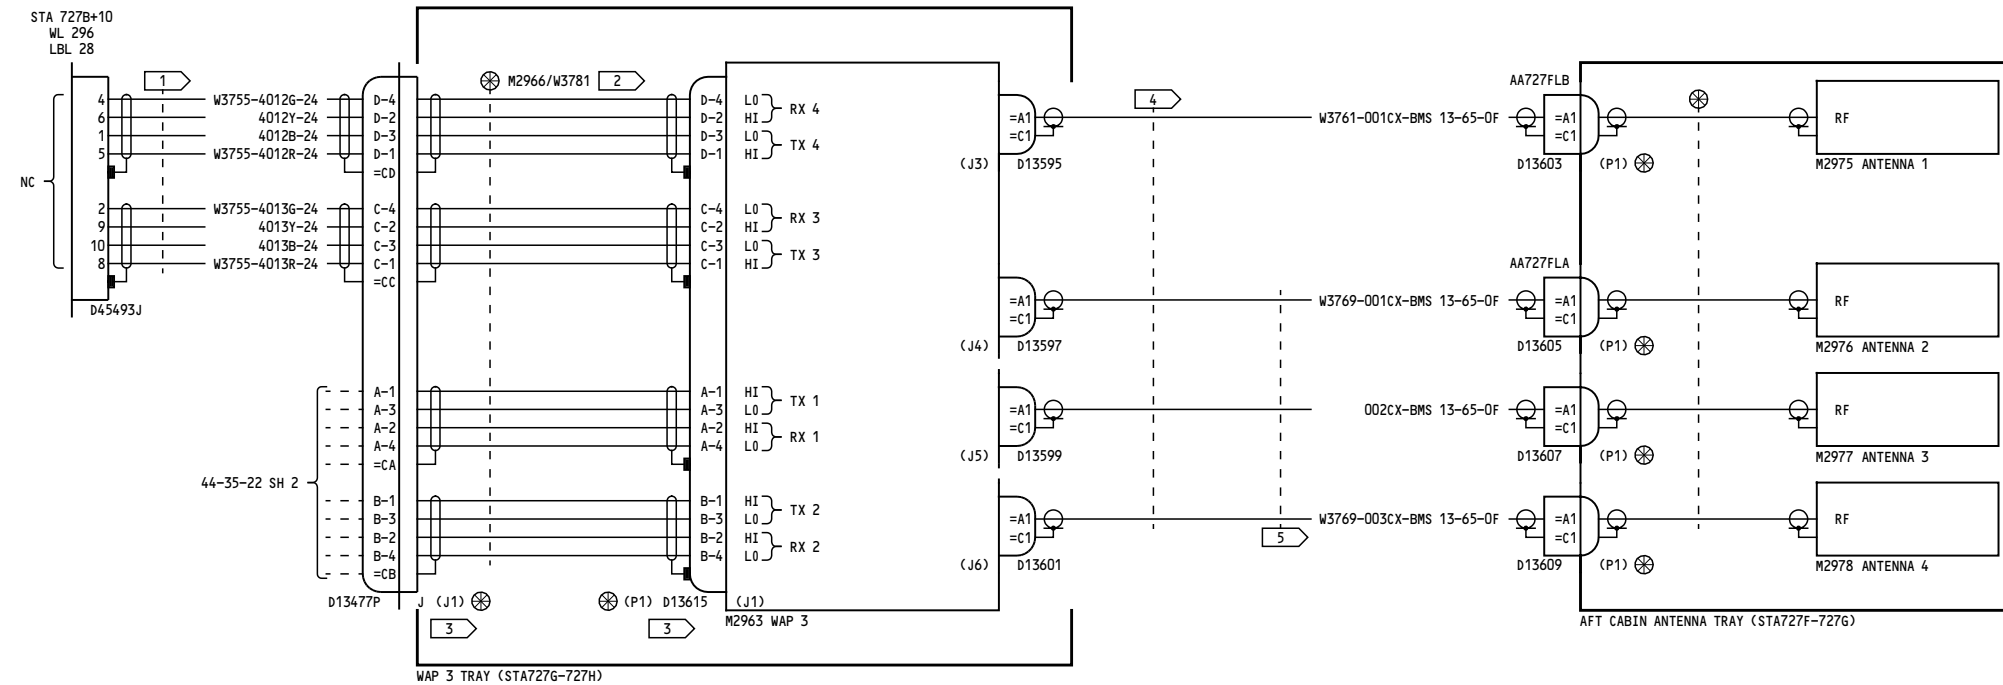 STA 727B+10
WL 296
LBL 28
1
M2966/W3781
2
4
AA727FLB
4 W3755-4012G-24 D-4 D-4 LO
6 4012Y-24 D-2 D-2 HI
RX 4
1 4012B-24 D-3 D-3 LO
5 W3755-4012R-24 D-1 D-1 HI
TX 4
=CD
=A1 W3761-001CX-BMS 13-65-0F =A1 RF
=C1 =C1
(J3) D13595 D13603 (P1) M2975 ANTENNA 1
NC
2 W3755-4013G-24 C-4 C-4 LO
9 4013Y-24 C-2 C-2 HI
RX 3
10 4013B-24 C-3 C-3 LO
8 W3755-4013R-24 C-1 C-1 HI
TX 3
=CC
D45493J
AA727FLA
=A1 W3769-001CX-BMS 13-65-0F =A1 RF
=C1 =C1
(J4) D13597 D13605 (P1) M2976 ANTENNA 2
A-1 A-1 HI
A-3 A-3 LO
TX 1
A-2 A-2 HI
A-4 A-4 LO
RX 1
=CA
=A1 002CX-BMS 13-65-0F =A1 RF
=C1 =C1
(J5) D13599 D13607 (P1) M2977 ANTENNA 3
44-35-22 SH 2
B-1 B-1 HI
B-3 B-3 LO
TX 2
B-2 B-2 HI
B-4 B-4 LO
RX 2
=CB
=A1 W3769-003CX-BMS 13-65-0F =A1 RF
=C1 =C1
5
(J6) D13601 D13609 (P1) M2978 ANTENNA 4
D13477P J (J1) (P1) D13615 (J1)
3
3
M2963 WAP 3
AFT CABIN ANTENNA TRAY (STA727F-727G)
WAP 3 TRAY (STA727G-727H)